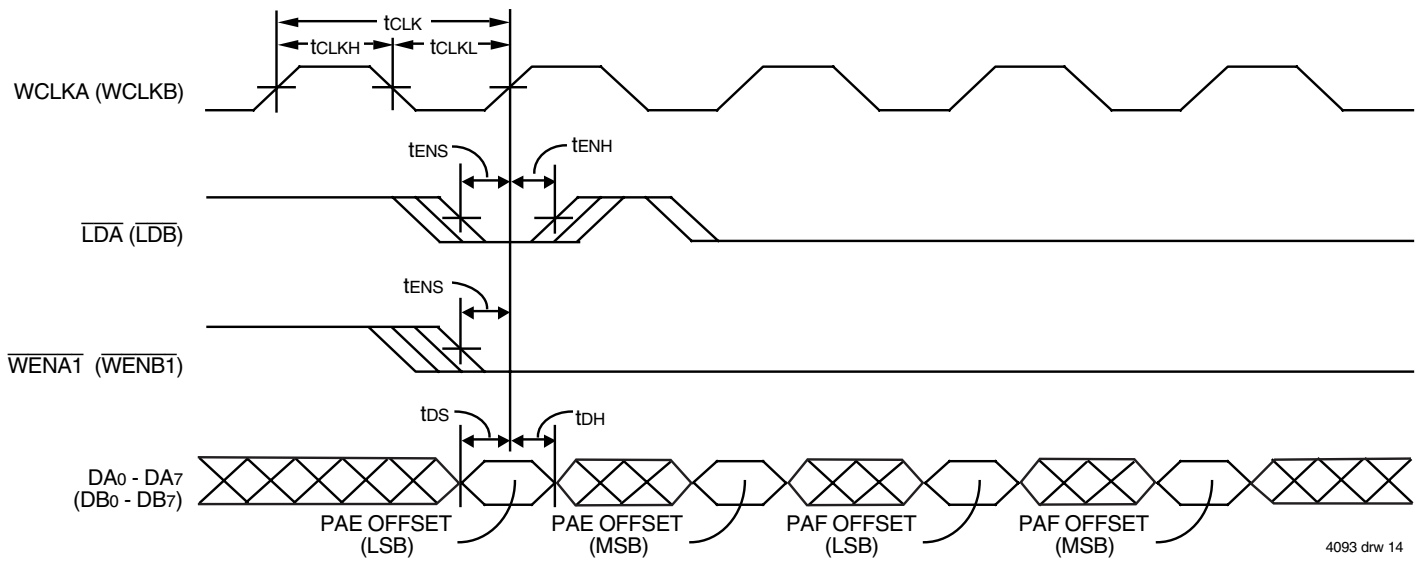 tCLK
tCLKH
tCLKL
WCLKA (WCLKB)
tENS
tENH
LDA (LDB)
tENS
WENA1 (WENB1)
tDS
tDH
DA0 - DA7
(DB0 - DB7)
PAE OFFSET
(LSB)
PAE OFFSET
(MSB)
PAF OFFSET
(LSB)
PAF OFFSET
(MSB)
4093 drw 14